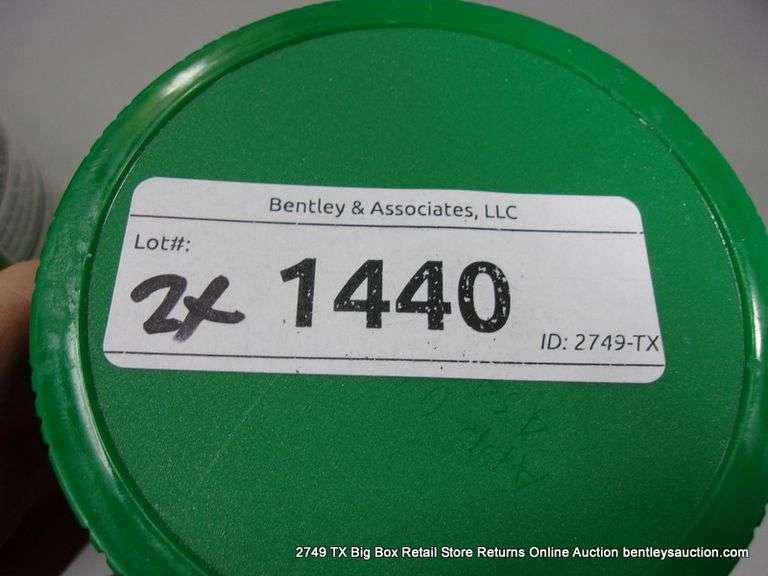 Bentley & Associates, LLC
Lot#:
2X 1440
ID: 2749-TX
2749 TX Big Box Retail Store Returns Online Auction bentleysauction.com